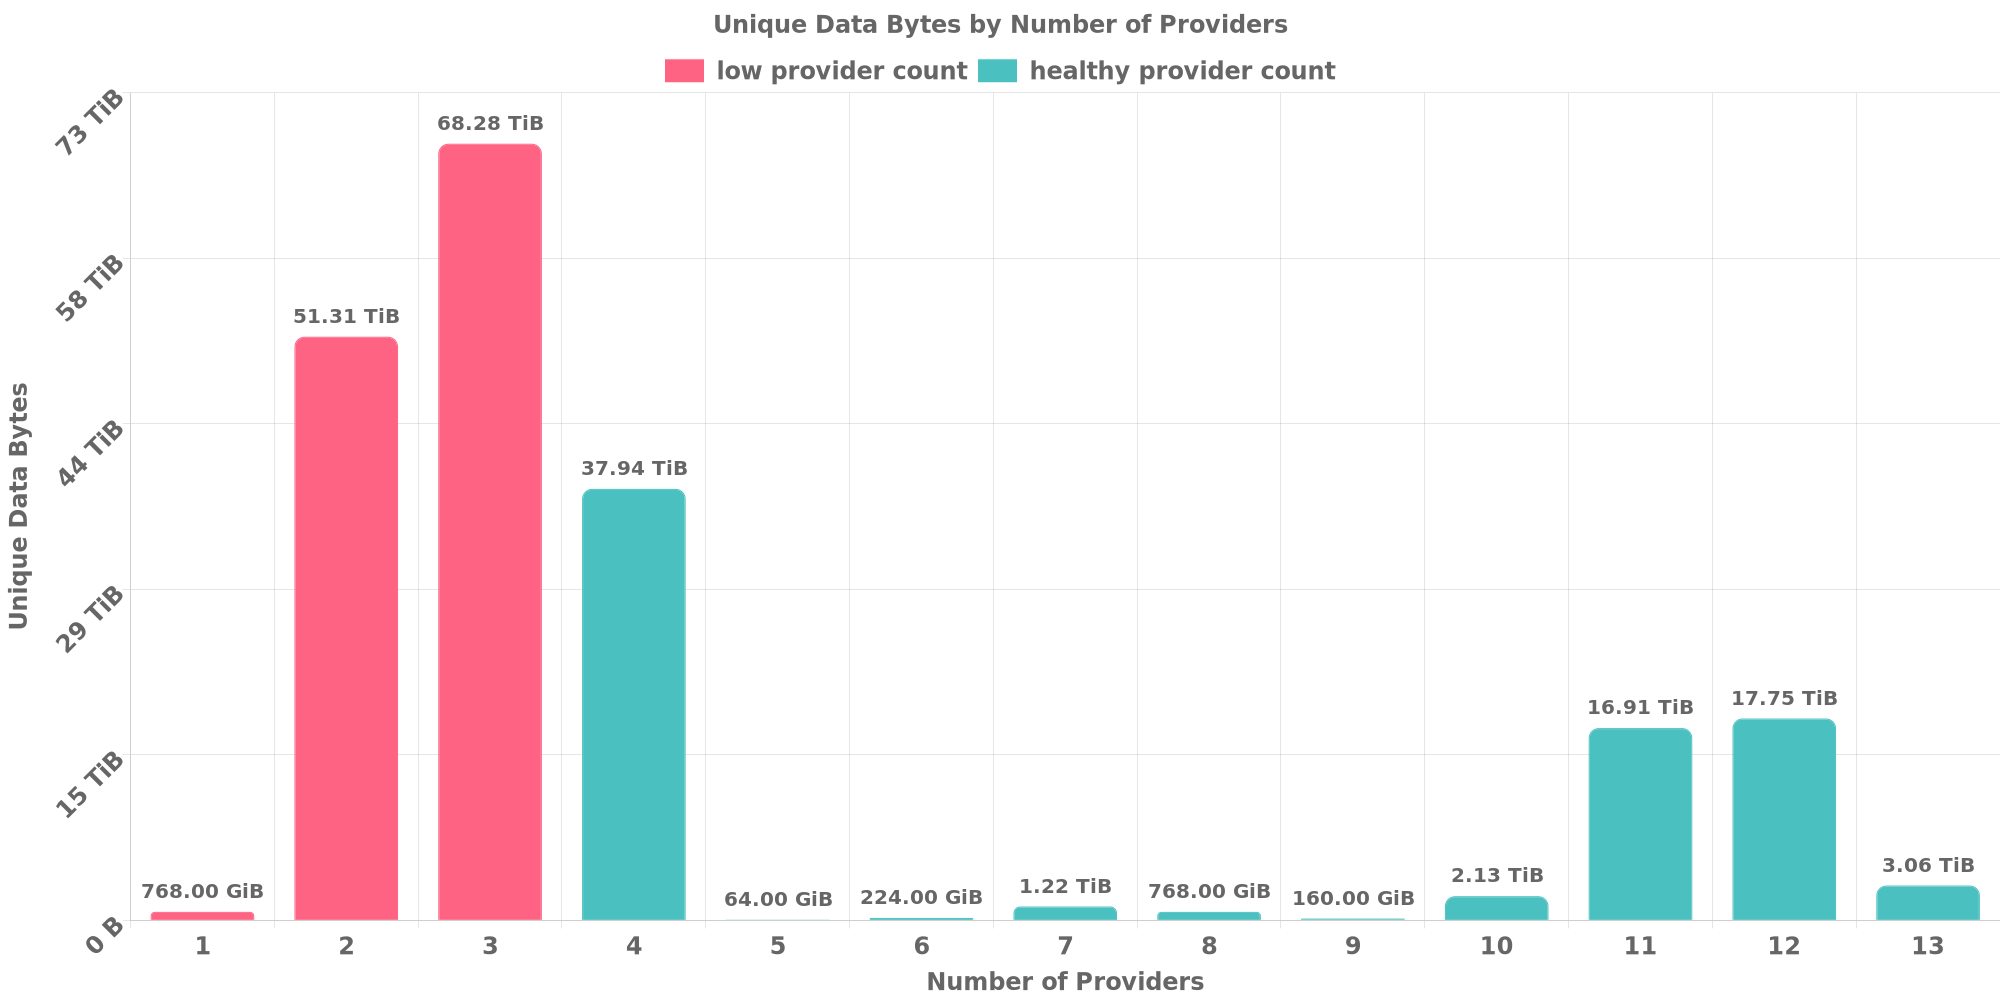 Unique Data Bytes by Number of Providers
low provider count healthy provider count
73 TiB
58 TiB
44 TiB
29 TiB
15 TiB
0 B
Unique Data Bytes
768.00 GiB
51.31 TiB
68.28 TiB
37.94 TiB
64.00 GiB
224.00 GiB
1.22 TiB
768.00 GiB
160.00 GiB
2.13 TiB
16.91 TiB
17.75 TiB
3.06 TiB
1 2 3 4 5 6 7 8 9 10 11 12 13
Number of Providers